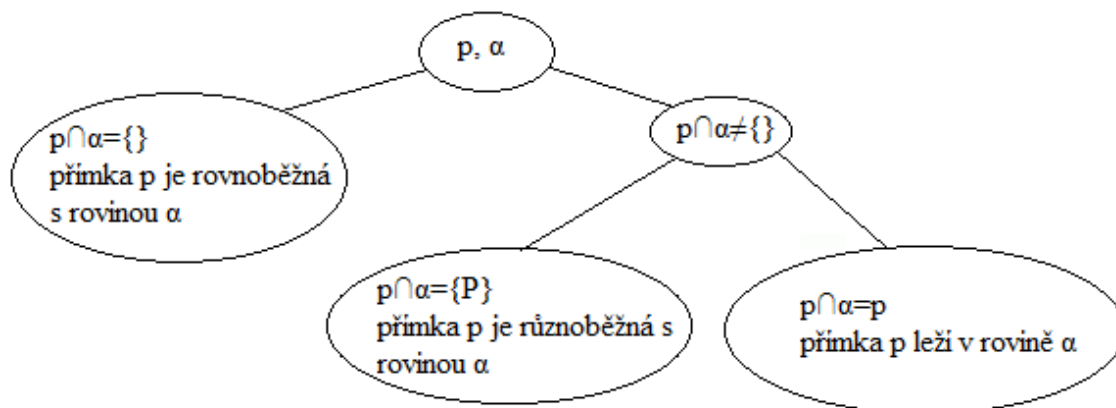 p, α
p∩α={}
přímka p je rovnoběžná
s rovinou α
p∩α≠{}
p∩α={P}
přímka p je různoběžná s
rovinou α
p∩α=p
přímka p leží v rovině α